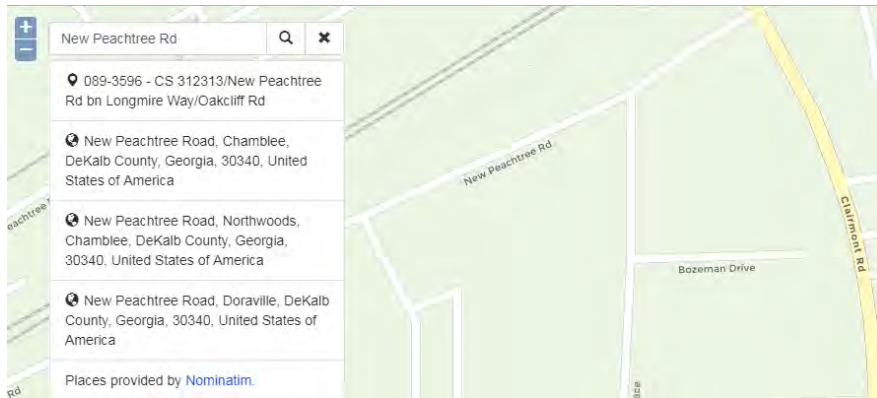 +
−
New Peachtree Rd
089-3596 - CS 312313/New Peachtree
Rd bn Longmire Way/Oakcliff Rd
New Peachtree Road, Chamblee,
DeKalb County, Georgia, 30340, United
States of America
New Peachtree Road, Northwoods,
Chamblee, DeKalb County, Georgia,
30340, United States of America
New Peachtree Road, Doraville, DeKalb
County, Georgia, 30340, United States of
America
Places provided by Nominatim.
New Peachtree Rd
Clairmont Rd
Bozeman Drive
Rd